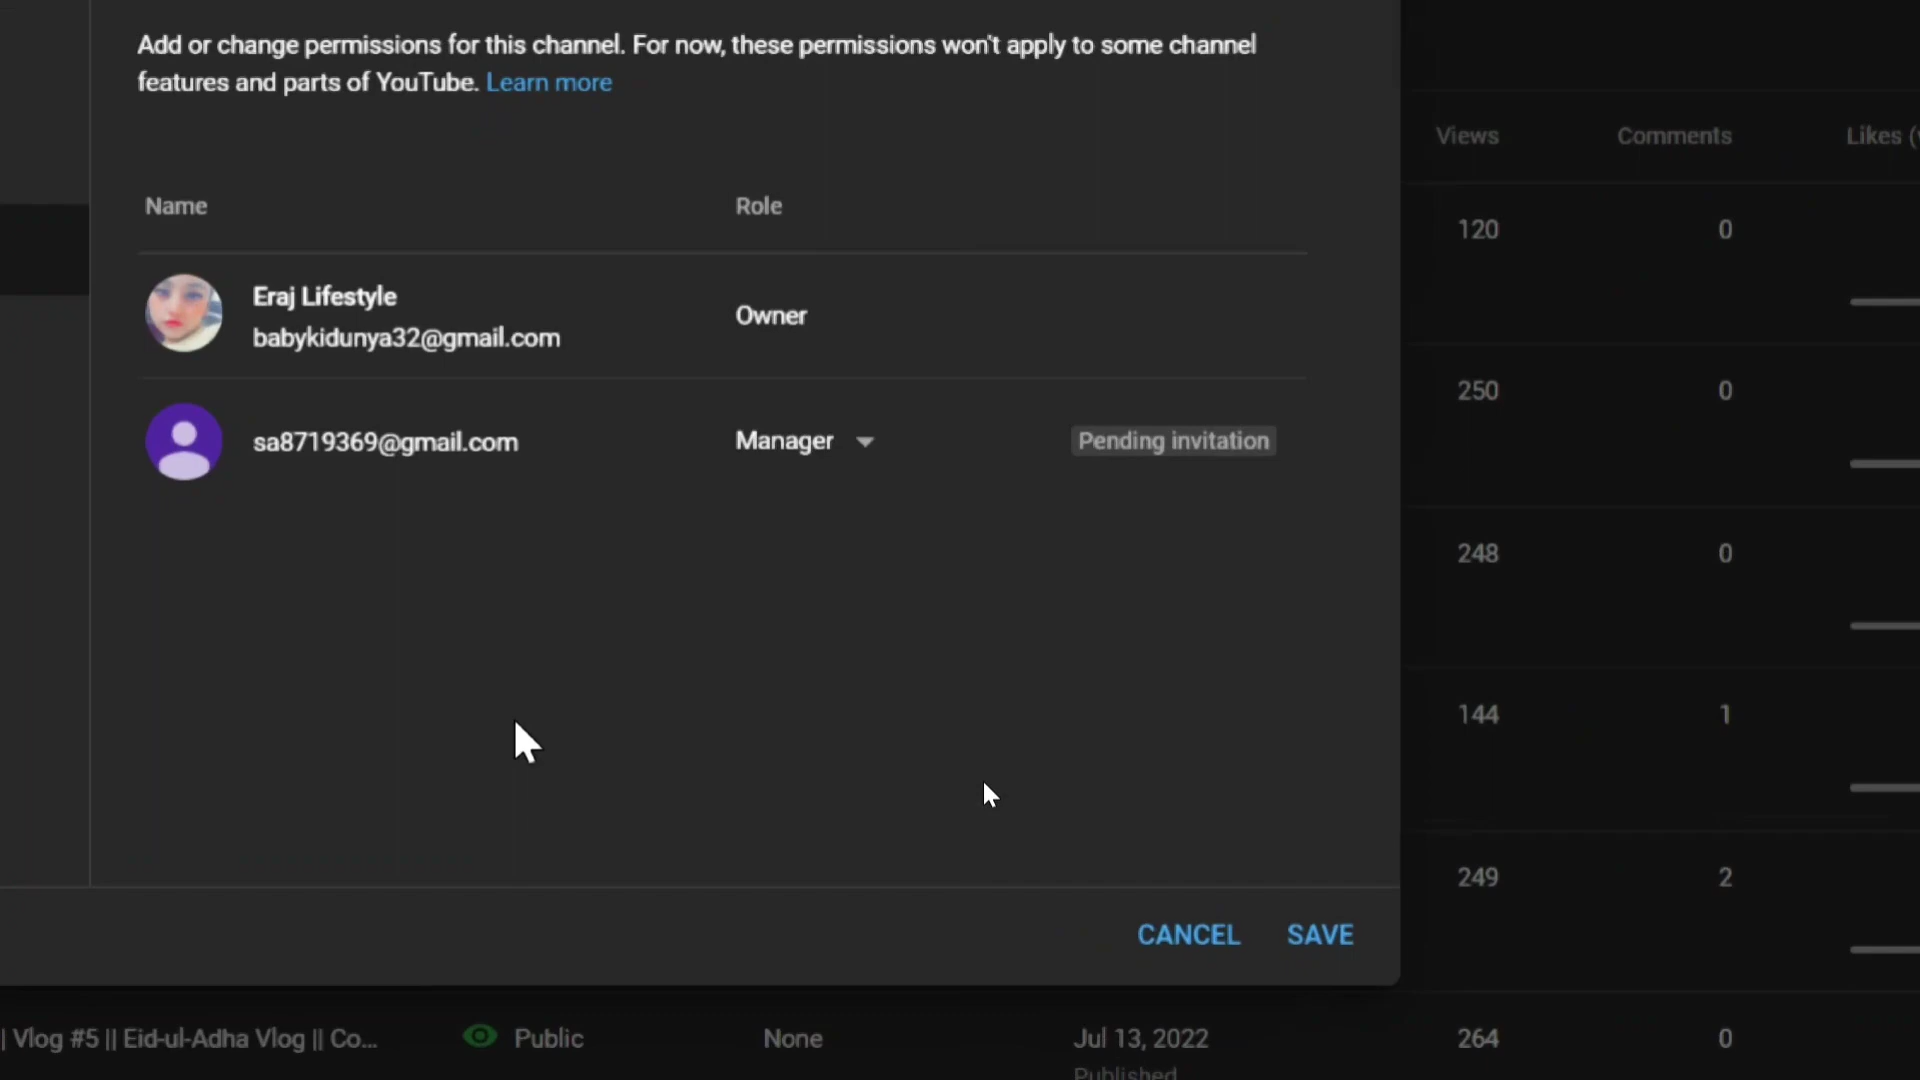 Add or change permissions for this channel. For now, these permissions won't apply to some channel
features and parts of YouTube. Learn more
Name Role
Eraj Lifestyle
babykidunya32@gmail.com
Owner
sa8719369@gmail.com Manager Pending invitation
CANCEL SAVE
Views Comments Likes (
120 0
250 0
248 0
144 1
249 2
| Vlog #5 || Eid-ul-Adha Vlog || Co... Public None Jul 13, 2022 264 0
Published